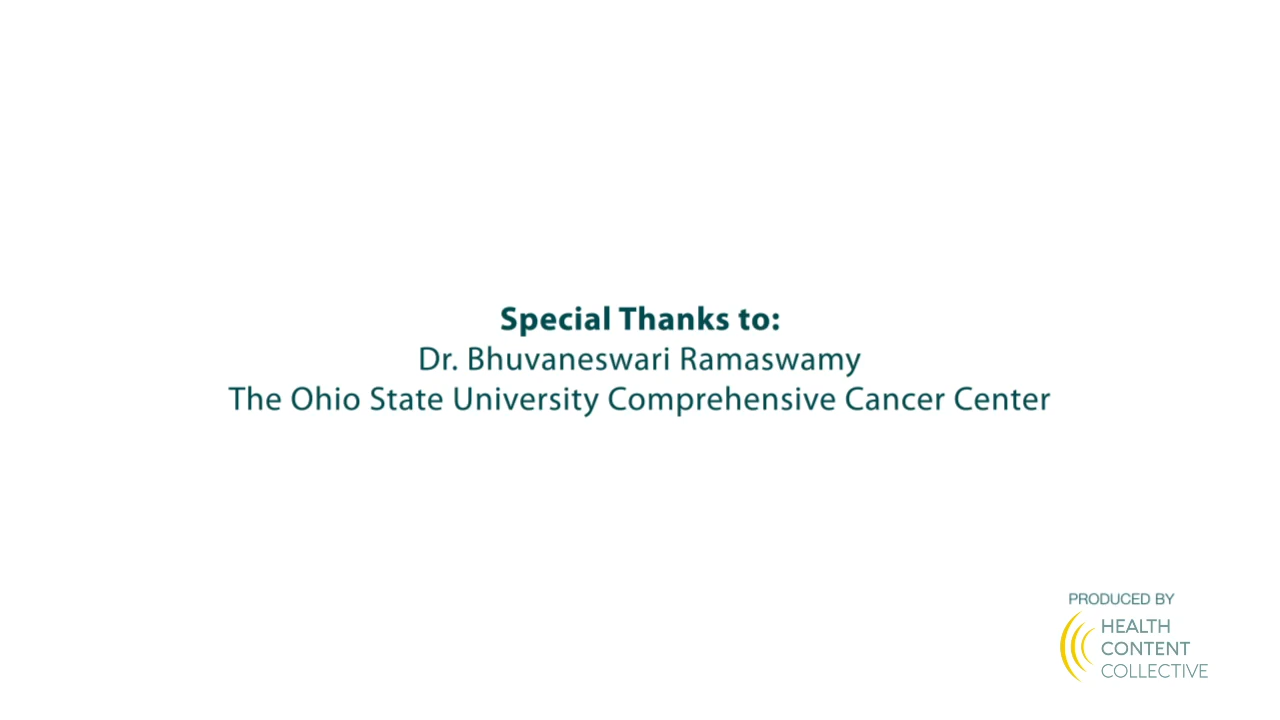 Special Thanks to:
Dr. Bhuvaneswari Ramaswamy
The Ohio State University Comprehensive Cancer Center
PRODUCED BY
HEALTH
CONTENT
COLLECTIVE